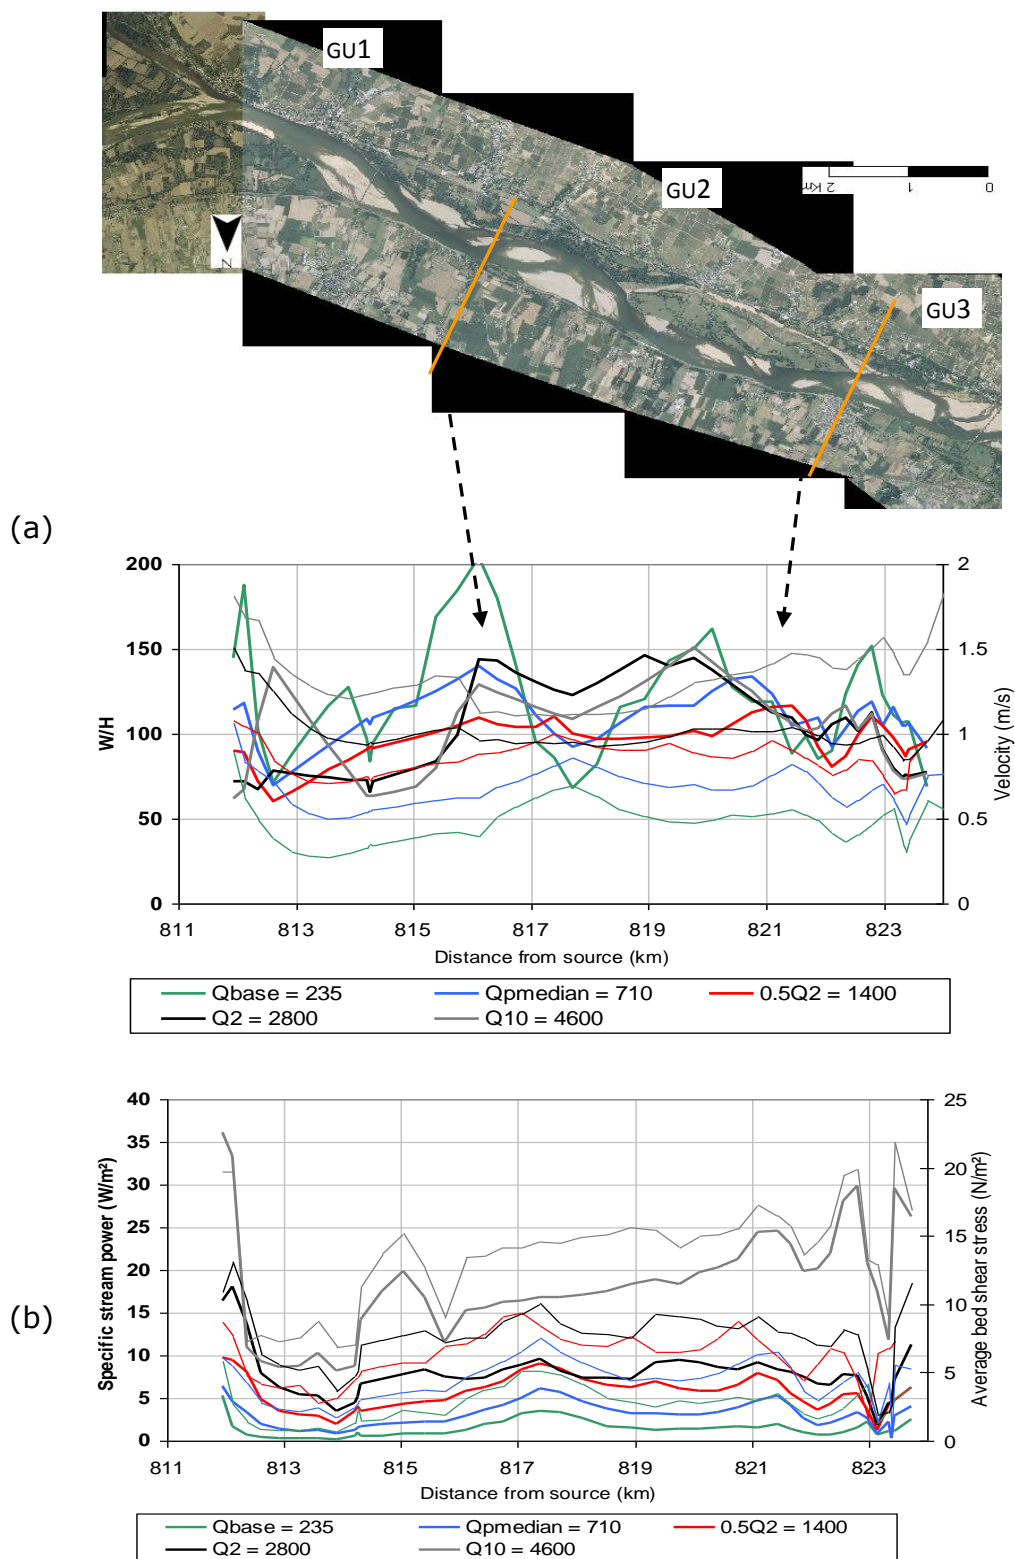 GU1
GU2
2 Km 1 0
GU3
N
(a)
200 2
150 1.5
100 1
50 0.5
0 0
W/H
Velocity (m/s)
811 813 815 817 819 821 823
Distance from source (km)
Qbase = 235 Qpmedian = 710 0.5Q2 = 1400
Q2 = 2800 Q10 = 4600
(b)
40 25
35
30 20
25
20 15
15 10
10
5 5
0 0
Specific stream power (W/m²)
Average bed shear stress (N/m²)
811 813 815 817 819 821 823
Distance from source (km)
Qbase = 235 Qpmedian = 710 0.5Q2 = 1400
Q2 = 2800 Q10 = 4600